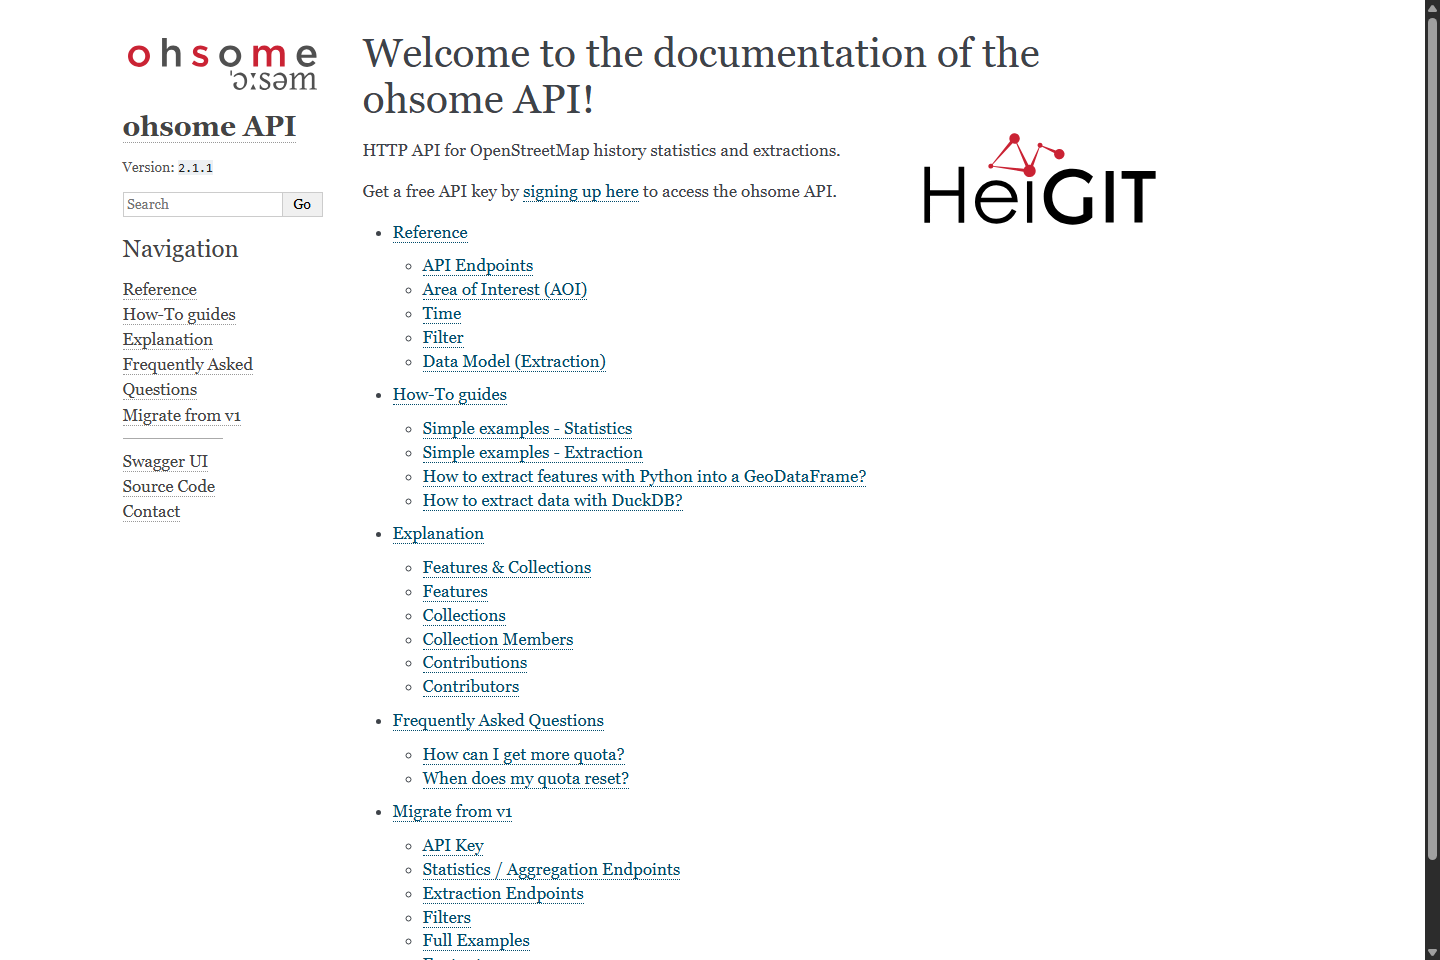 ohsome
ˈɔːsəm
ohsome API
Version: 2.1.1
Search
Go
Navigation
Reference
How-To guides
Explanation
Frequently Asked
Questions
Migrate from v1
Swagger UI
Source Code
Contact
Welcome to the documentation of the
ohsome API!
HeiGIT
HTTP API for OpenStreetMap history statistics and extractions.
Get a free API key by signing up here to access the ohsome API.
Reference
API Endpoints
Area of Interest (AOI)
Time
Filter
Data Model (Extraction)
How-To guides
Simple examples - Statistics
Simple examples - Extraction
How to extract features with Python into a GeoDataFrame?
How to extract data with DuckDB?
Explanation
Features & Collections
Features
Collections
Collection Members
Contributions
Contributors
Frequently Asked Questions
How can I get more quota?
When does my quota reset?
Migrate from v1
API Key
Statistics / Aggregation Endpoints
Extraction Endpoints
Filters
Full Examples